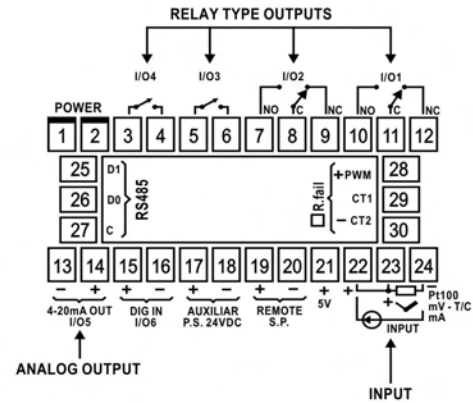 RELAY TYPE OUTPUTS
I/O4 I/O3 I/O2 I/O1
POWER NO C NC NO C NC
1 2 3 4 5 6 7 8 9 10 11 12
25 D1 +PWM 28
26 D0 RS485 R.fail CT1 29
27 C − CT2 30
13 14 15 16 17 18 19 20 21 22 23 24
− + + − + − + − + + + −
4-20mA OUT DIG IN AUXILIAR REMOTE 5V Pt100
I/O5 I/O6 P.S. 24VDC S.P. mV - T/C
INPUT mA
ANALOG OUTPUT
INPUT